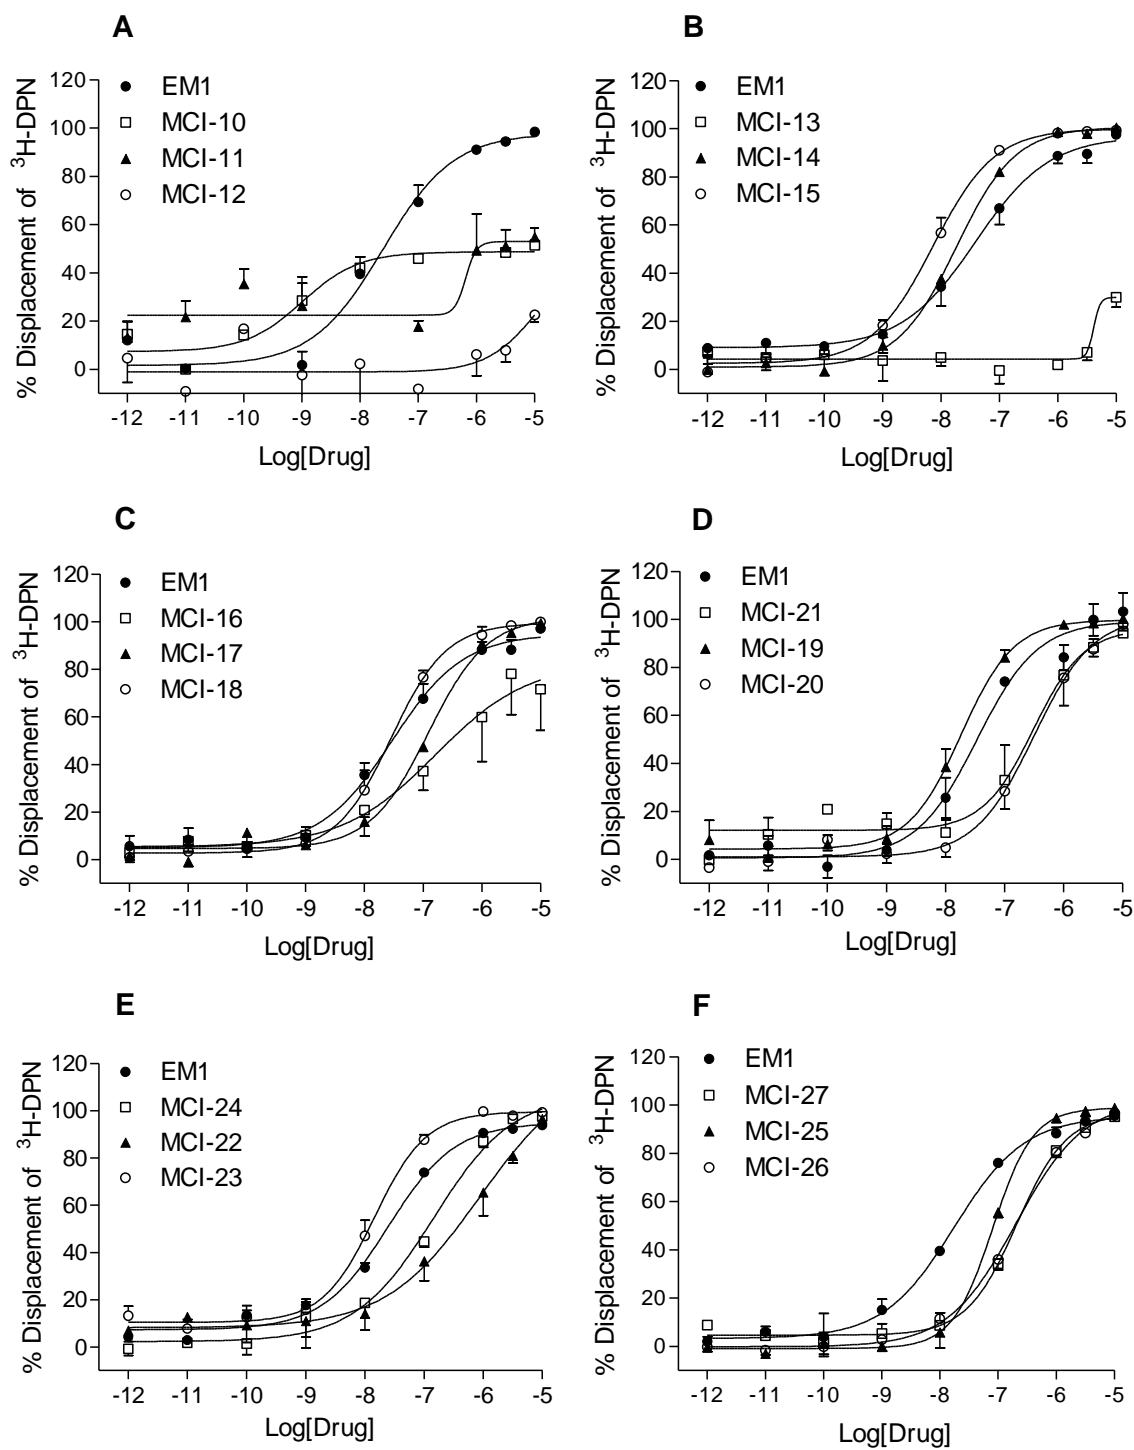 A
% Displacement of ³H-DPN
EM1
MCI-10
MCI-11
MCI-12
120
100
80
60
40
20
0
-12 -11 -10 -9 -8 -7 -6 -5
Log[Drug]
B
% Displacement of ³H-DPN
EM1
MCI-13
MCI-14
MCI-15
120
100
80
60
40
20
0
-12 -11 -10 -9 -8 -7 -6 -5
Log[Drug]
C
% Displacement of ³H-DPN
EM1
MCI-16
MCI-17
MCI-18
120
100
80
60
40
20
0
-12 -11 -10 -9 -8 -7 -6 -5
Log[Drug]
D
% Displacement of ³H-DPN
EM1
MCI-21
MCI-19
MCI-20
120
100
80
60
40
20
0
-12 -11 -10 -9 -8 -7 -6 -5
Log[Drug]
E
% Displacement of ³H-DPN
EM1
MCI-24
MCI-22
MCI-23
120
100
80
60
40
20
0
-12 -11 -10 -9 -8 -7 -6 -5
Log[Drug]
F
% Displacement of ³H-DPN
EM1
MCI-27
MCI-25
MCI-26
120
100
80
60
40
20
0
-12 -11 -10 -9 -8 -7 -6 -5
Log[Drug]